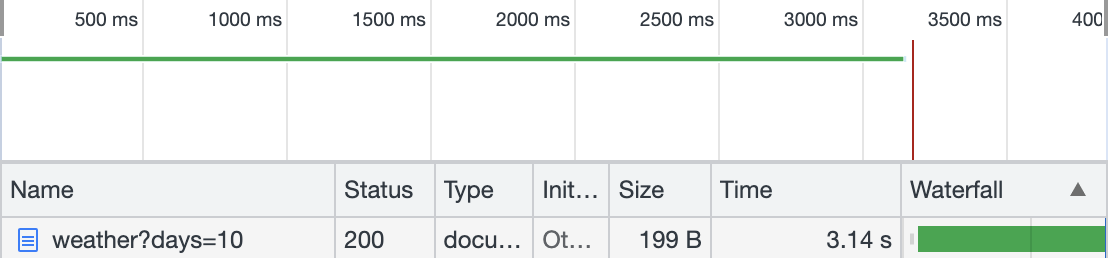 500 ms 1000 ms 1500 ms 2000 ms 2500 ms 3000 ms 3500 ms 400
Name Status Type Init... Size Time Waterfall ▲
weather?days=10 200 docu... Ot... 199 B 3.14 s